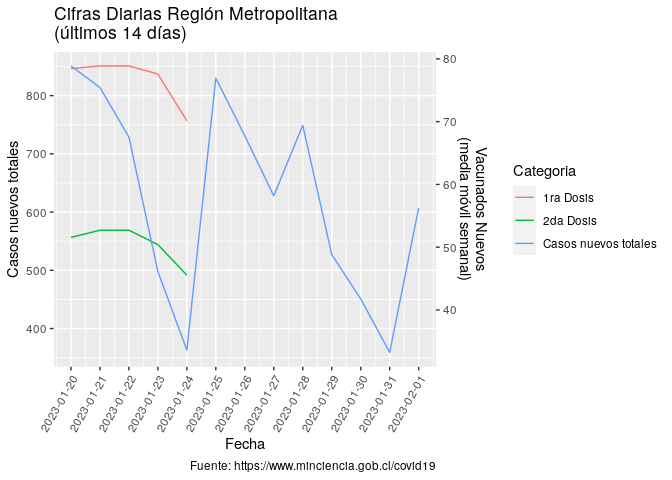 Cifras Diarias Región Metropolitana
(últimos 14 días)
Casos nuevos totales
800
700
600
500
400
80
70
60
50
40
Vacunados Nuevos
(media móvil semanal)
2023-01-20
2023-01-21
2023-01-22
2023-01-23
2023-01-24
2023-01-25
2023-01-26
2023-01-27
2023-01-28
2023-01-29
2023-01-30
2023-01-31
2023-02-01
Fecha
Categoria
1ra Dosis
2da Dosis
Casos nuevos totales
Fuente: https://www.minciencia.gob.cl/covid19